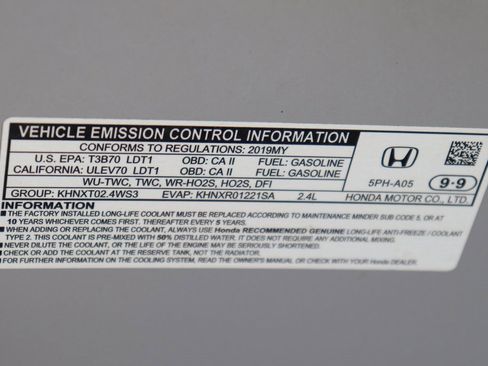 VEHICLE EMISSION CONTROL INFORMATION
CONFORMS TO REGULATIONS: 2019MY
U.S. EPA: T3B70 LDT1 OBD: CA II FUEL: GASOLINE
CALIFORNIA: ULEV70 LDT1 OBD: CA II FUEL: GASOLINE
WU-TWC, TWC, WR-HO2S, HO2S, DFI
GROUP: KHNXT02.4WS3 EVAP: KHNXR01221SA 2.4L
5PH-A05 9-9
HONDA MOTOR CO., LTD.
INFORMATION
■ THE FACTORY INSTALLED LONG-LIFE COOLANT MUST BE REPLACED ACCORDING TO MAINTENANCE MINDER SUB CODE 5, OR AT
10 YEARS WHICHEVER COMES FIRST, THEREAFTER EVERY 5 YEARS.
■ WHEN ADDING OR REPLACING THE COOLANT, ALWAYS USE Honda RECOMMENDED GENUINE LONG-LIFE ANTI-FREEZE / COOLANT
TYPE 2. THIS COOLANT IS PRE-MIXED WITH 50% DISTILLED WATER, IT DOES NOT REQUIRE ANY ADDITIONAL MIXING.
■ NEVER DILUTE THE COOLANT, OR THE LIFE OF THE ENGINE MAY BE SERIOUSLY SHORTENED.
■ CHECK OR ADD THE COOLANT AT THE RESERVE TANK, NOT THE RADIATOR.
■ FOR FURTHER INFORMATION ON THE COOLING SYSTEM, READ THE OWNER'S MANUAL OR CHECK WITH YOUR Honda DEALER.